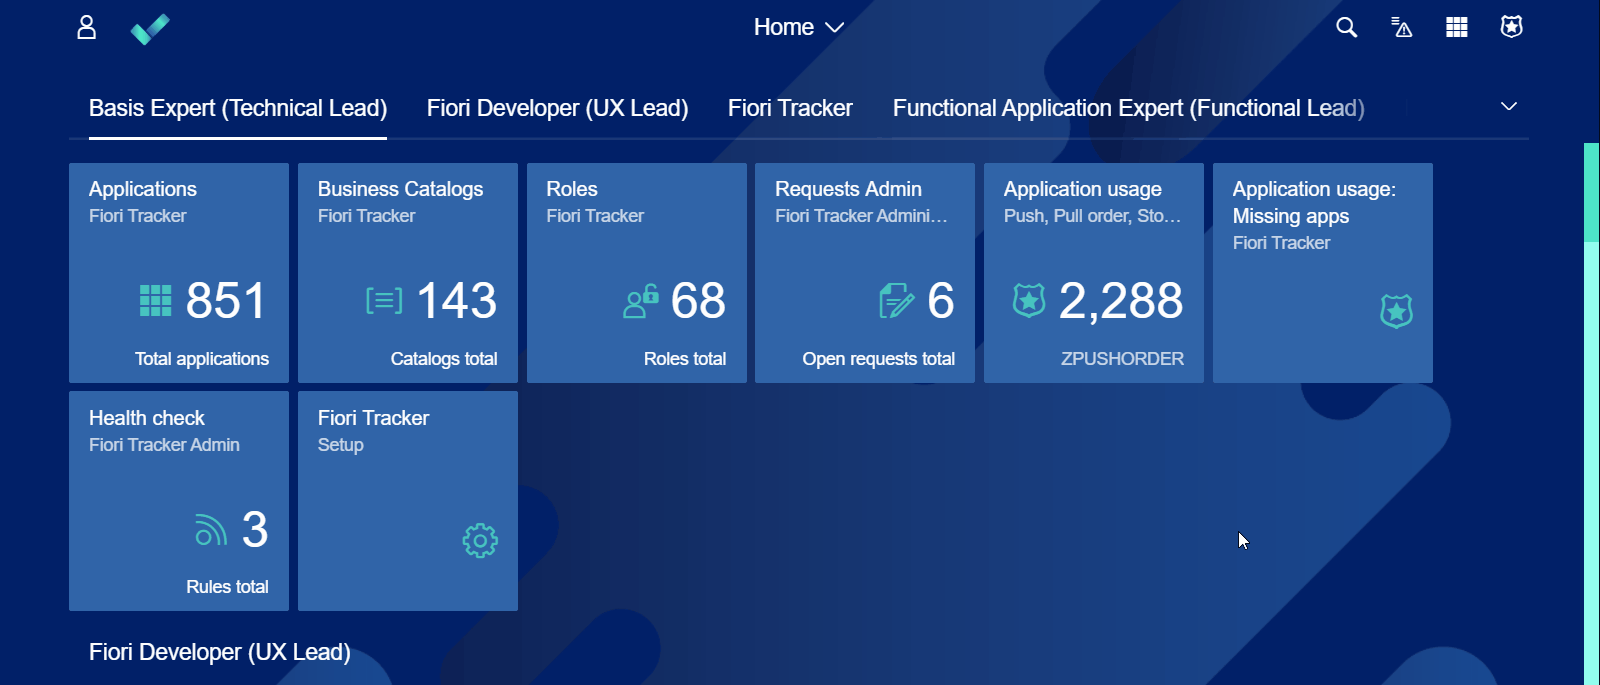 Home
Basis Expert (Technical Lead)
Fiori Developer (UX Lead)
Fiori Tracker
Functional Application Expert (Functional Lead)
Applications
Fiori Tracker
851
Total applications
Business Catalogs
Fiori Tracker
143
Catalogs total
Roles
Fiori Tracker
68
Roles total
Requests Admin
Fiori Tracker Admini...
6
Open requests total
Application usage
Push, Pull order, Sto...
2,288
ZPUSHORDER
Application usage:
Missing apps
Fiori Tracker
Health check
Fiori Tracker Admin
3
Rules total
Fiori Tracker
Setup
Fiori Developer (UX Lead)